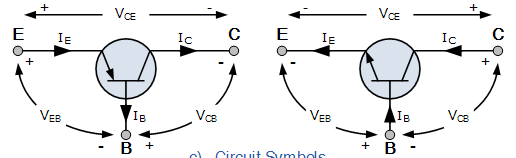 + VCE - - VCE +
E IE IC C E IE IC C
+ - - +
VEB IB VCB VEB IB VCB
- B + + B -
c) Circuit Symbols